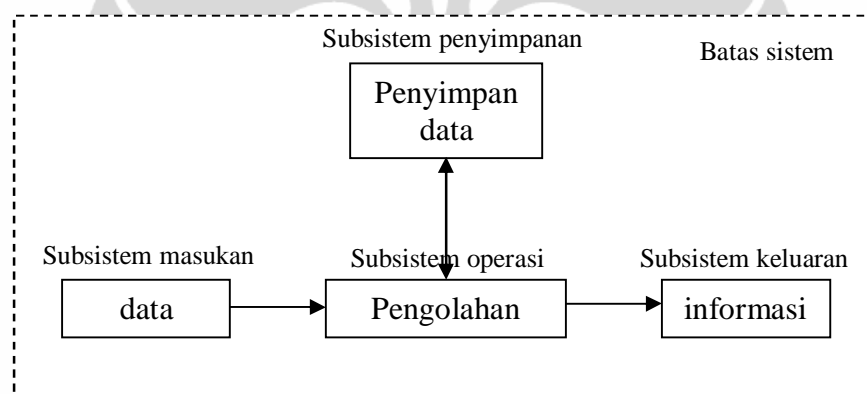 Subsistem penyimpanan
Batas sistem
Penyimpan
data
Subsistem masukan
Subsistem operasi
Subsistem keluaran
data
Pengolahan
informasi